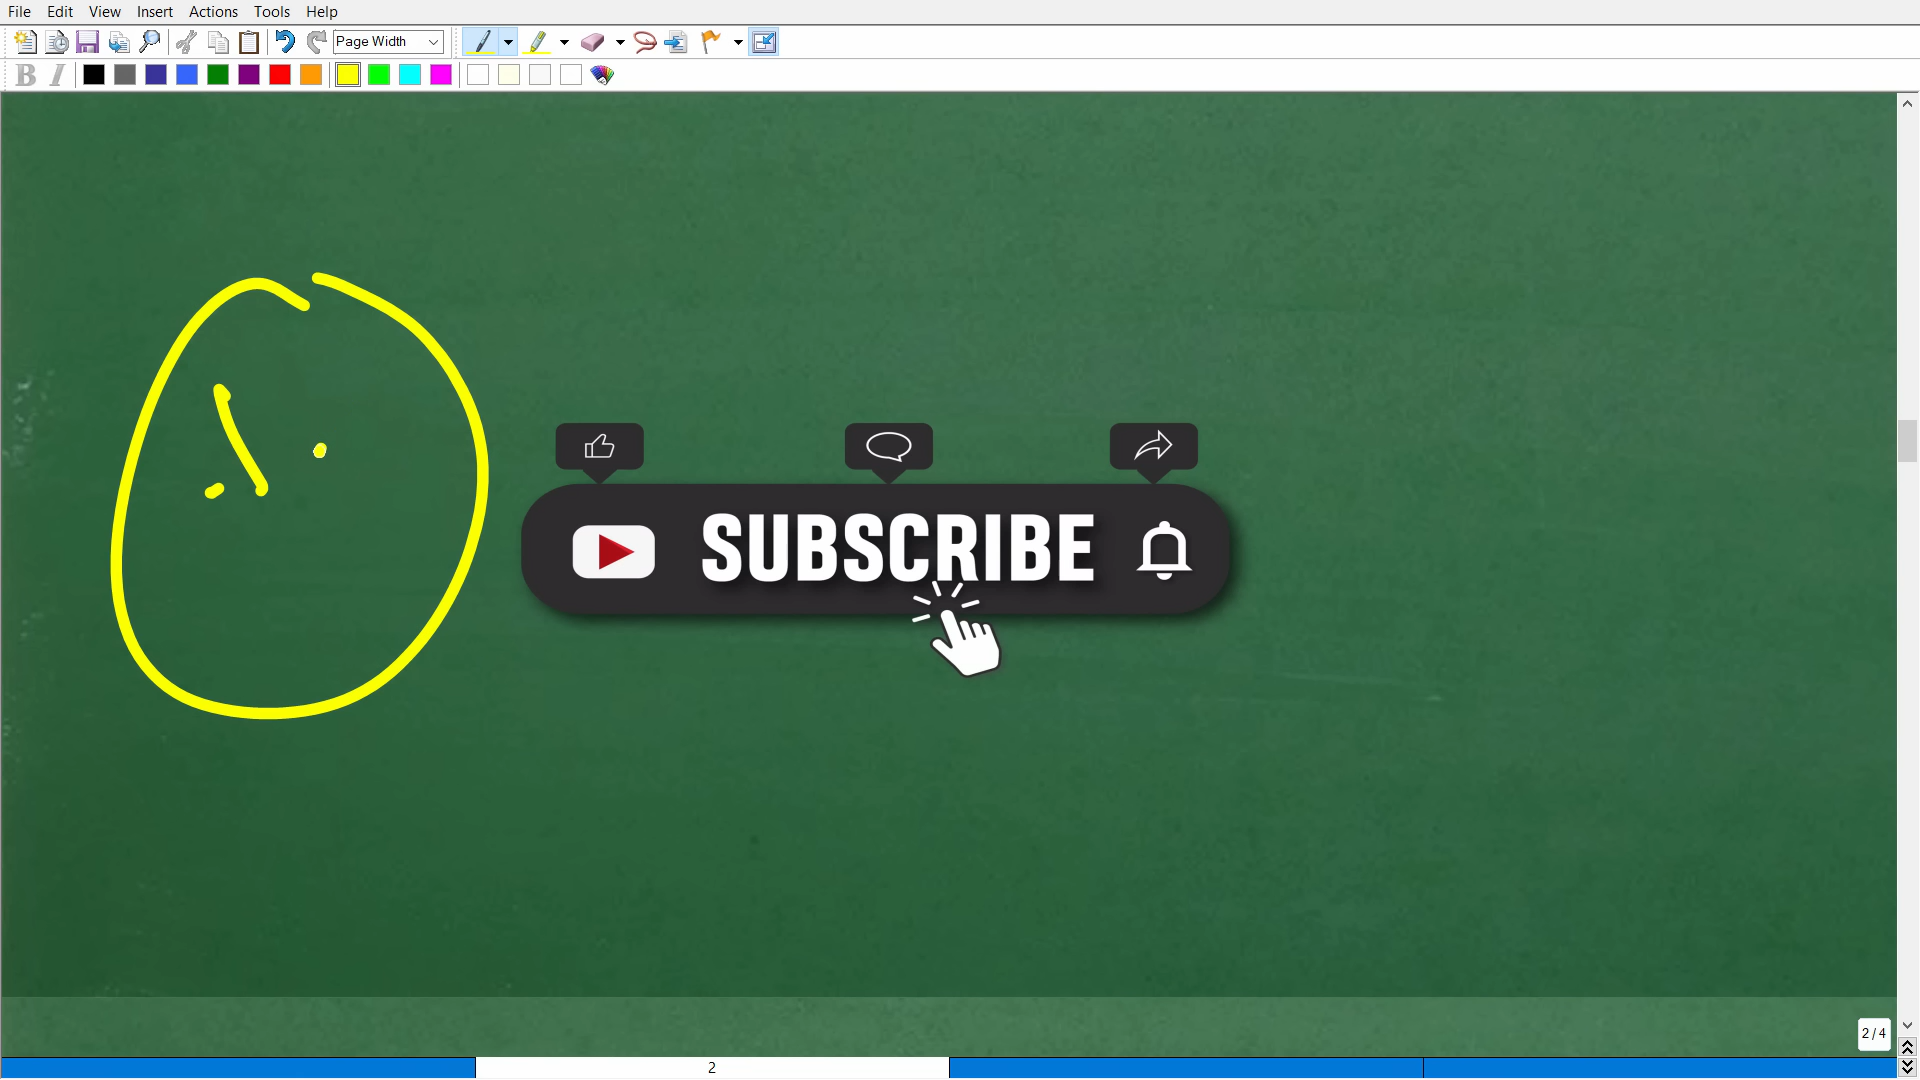 File Edit View Insert Actions Tools Help
Page Width
B I
SUBSCRIBE
2 / 4
2